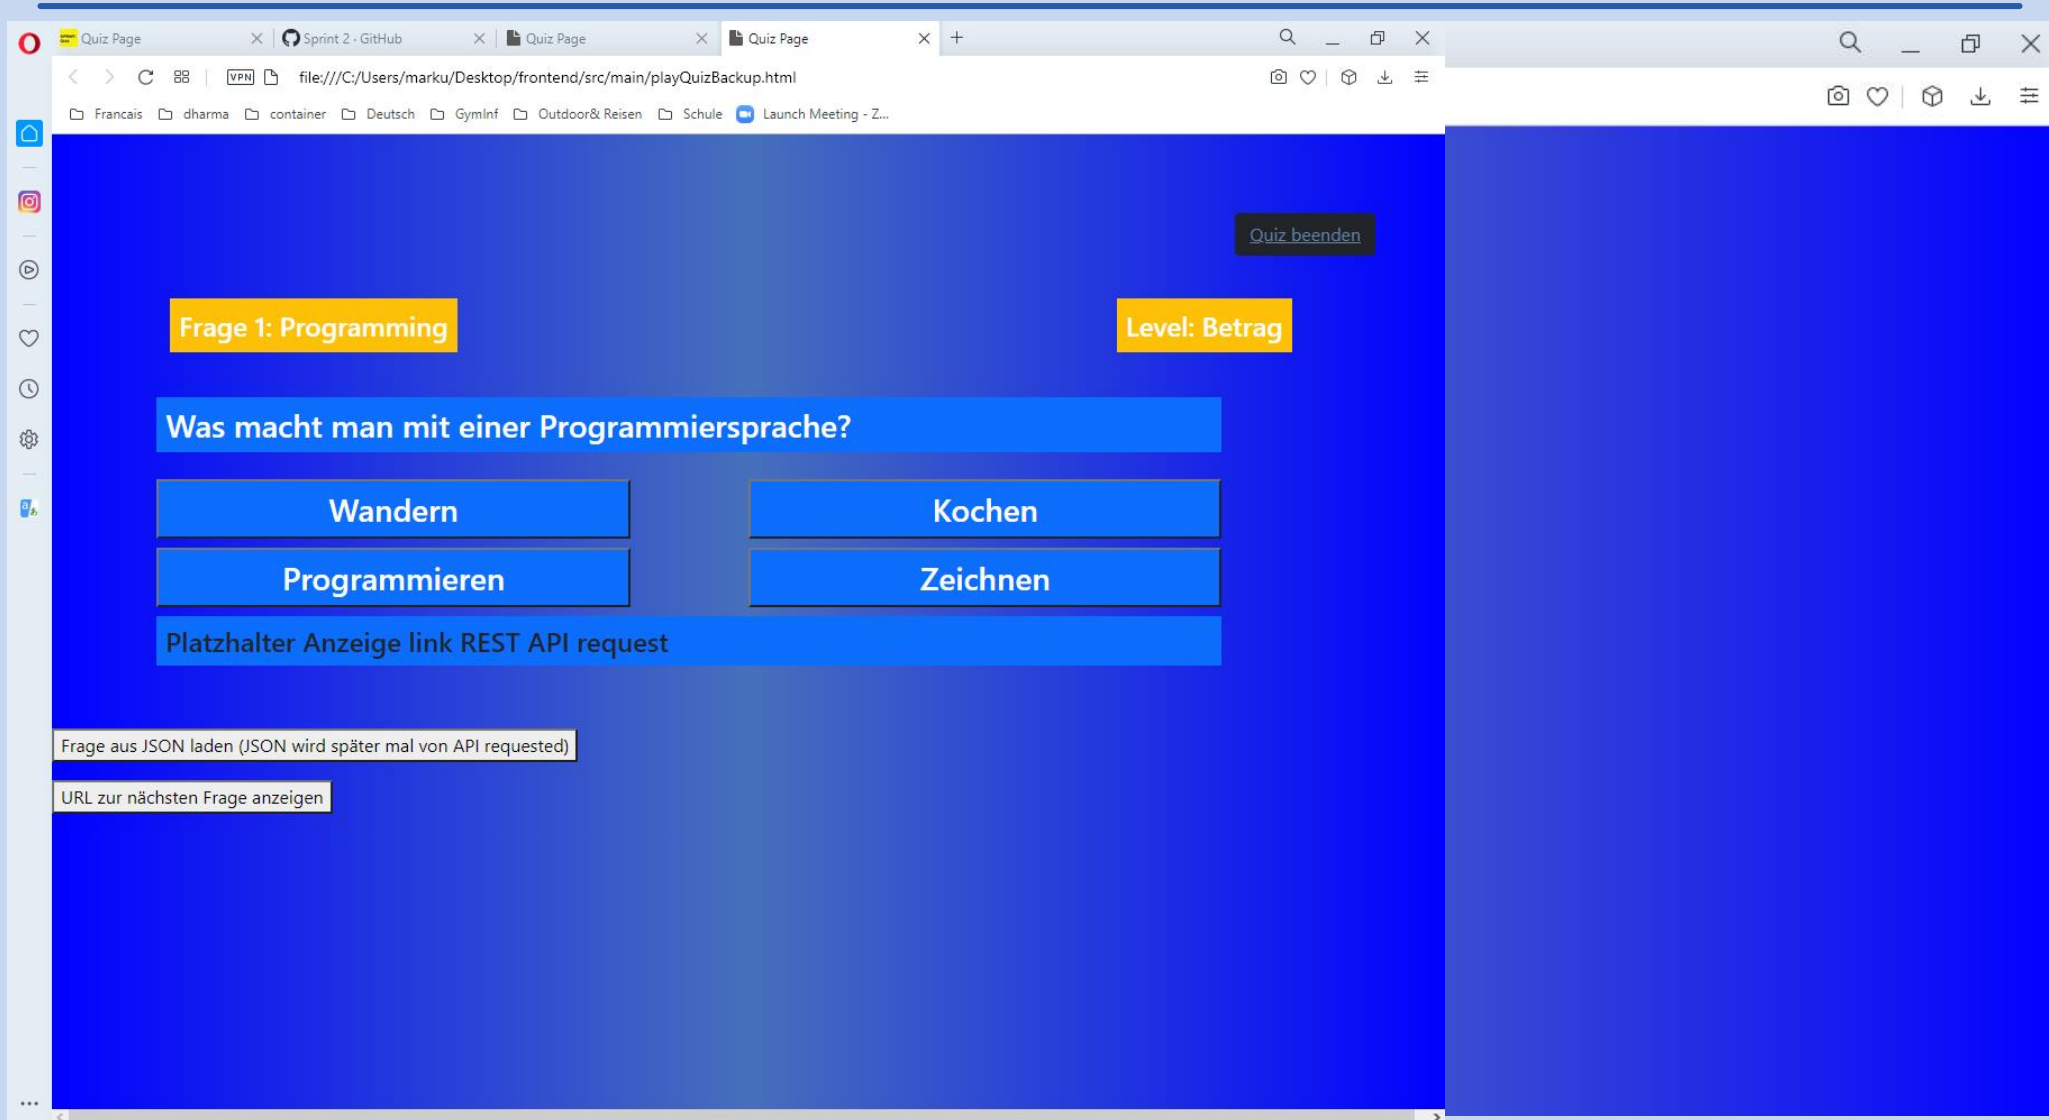 Quiz Page
Sprint 2 - GitHub
Quiz Page
Quiz Page
VPN
file:///C:/Users/marku/Desktop/frontend/src/main/playQuizBackup.html
Francais dharma container Deutsch GymInf Outdoor& Reisen Schule Launch Meeting - Z...
Quiz beenden
Frage 1: Programming
Level: Betrag
Was macht man mit einer Programmiersprache?
Wandern
Kochen
Programmieren
Zeichnen
Platzhalter Anzeige link REST API request
Frage aus JSON laden (JSON wird später mal von API requested)
URL zur nächsten Frage anzeigen